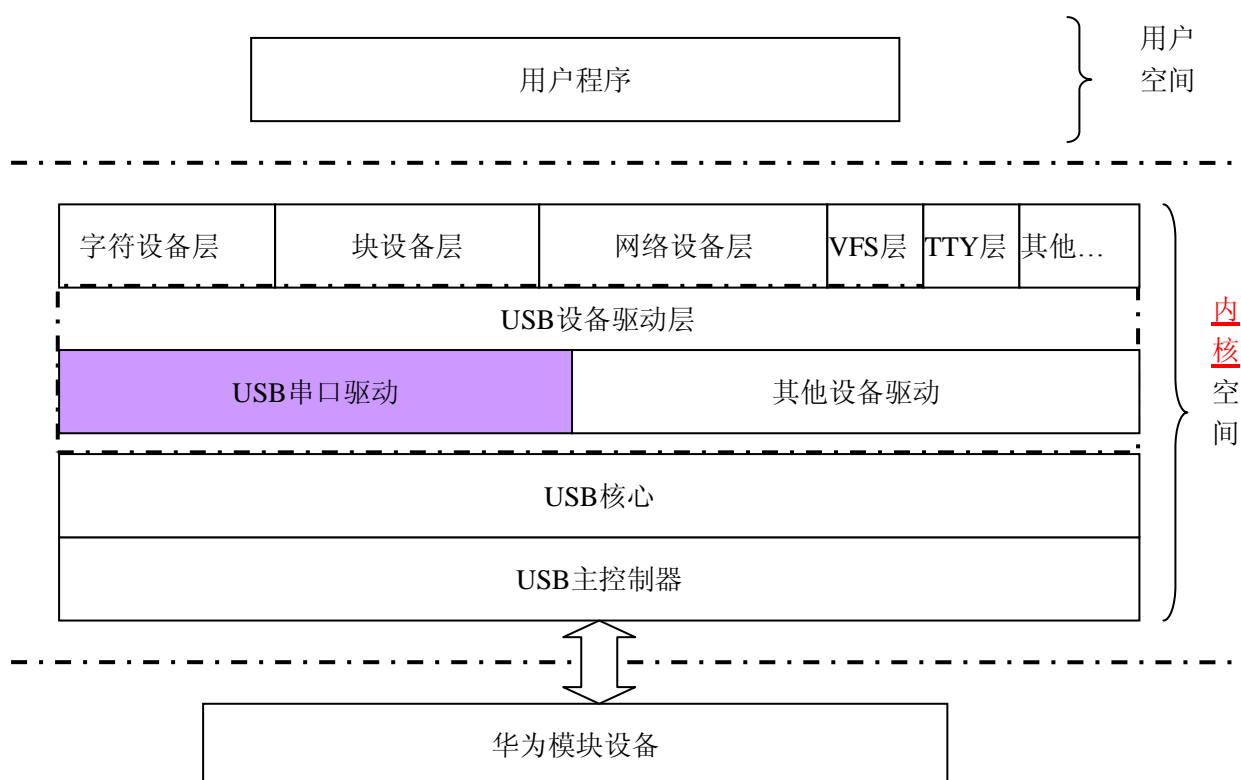 用户
空间
用户程序
字符设备层
块设备层
网络设备层
VFS层
TTY层
其他…
USB设备驱动层
USB串口驱动
其他设备驱动
内
核
空
间
USB核心
USB主控制器
华为模块设备